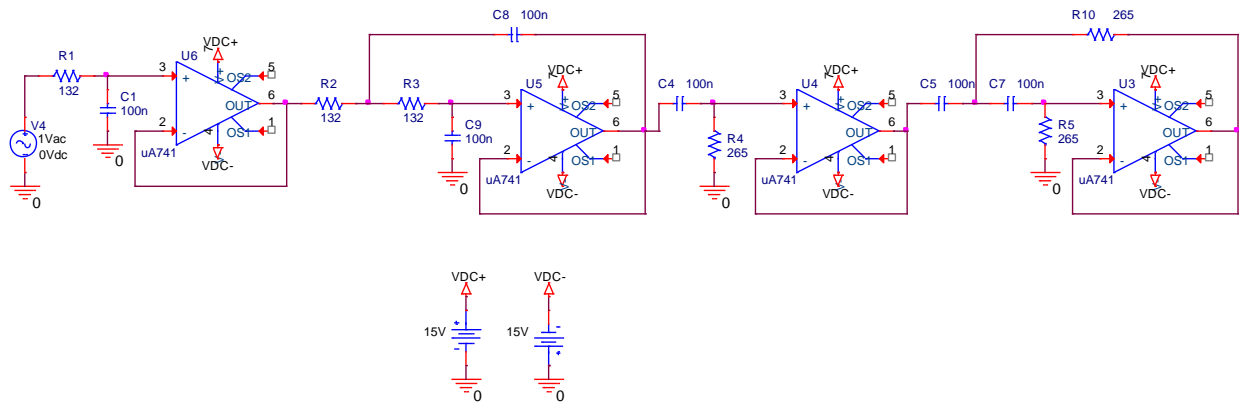 C8 100n
R10 265
R1
132
C1
100n
0
V4
1Vac
0Vdc
0
VDC+
U6
3
+
7
V+
OS2
5
OUT
6
2
-
4
V-
OS1
1
uA741
VDC-
R2
132
R3
132
C9
100n
0
VDC+
U5
3
+
7
V+
OS2
5
OUT
6
2
-
4
V-
OS1
1
uA741
VDC-
C4 100n
R4
265
0
VDC+
U4
3
+
7
V+
OS2
5
OUT
6
2
-
4
V-
OS1
1
uA741
VDC-
C5 100n
C7 100n
R5
265
0
VDC+
U3
3
+
7
V+
OS2
5
OUT
6
2
-
4
V-
OS1
1
uA741
VDC-
VDC+
15V
+
-
0
VDC-
15V
-
+
0